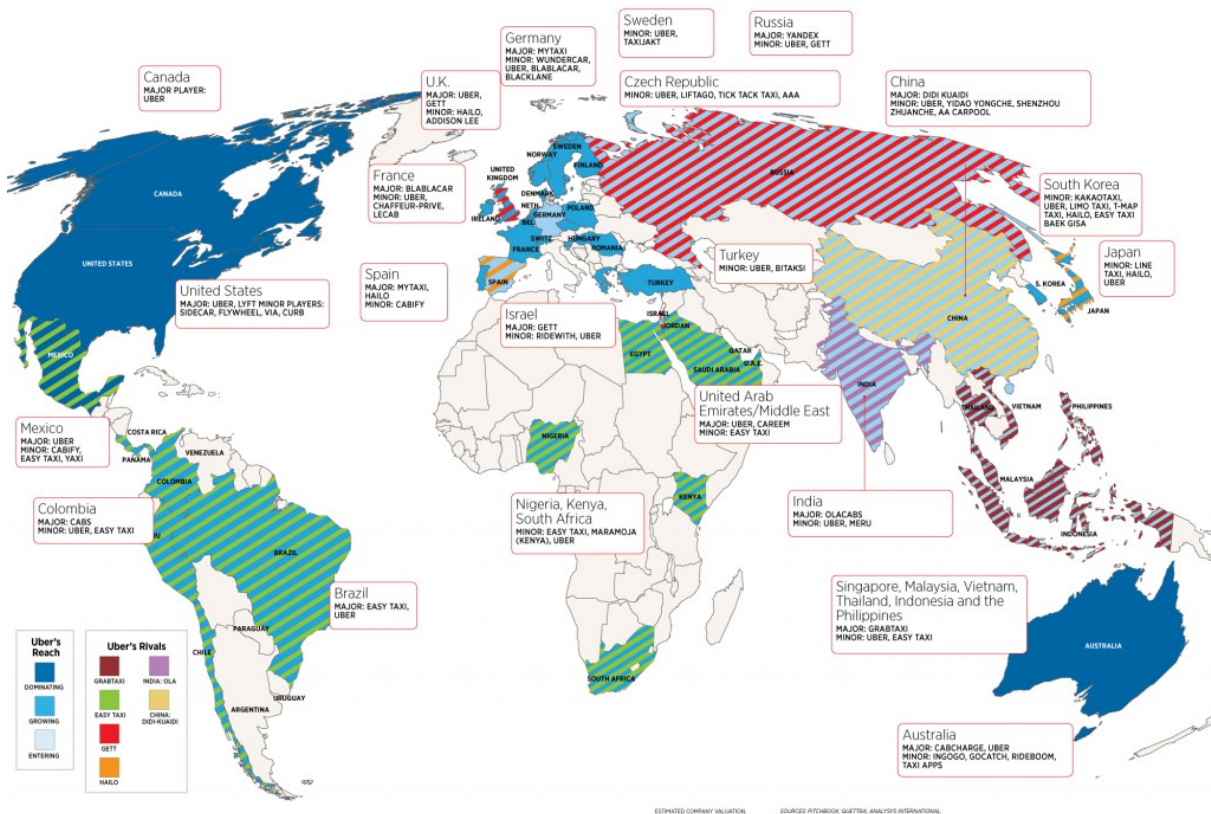 Sweden
MINOR: UBER,
TAXIJAKT
Russia
MAJOR: YANDEX
MINOR: UBER, GETT
Germany
MAJOR: MYTAXI
MINOR: WUNDERCAR,
UBER, BLABLACAR,
BLACKLANE
Canada
MAJOR PLAYER:
UBER
U.K.
MAJOR: UBER,
GETT
MINOR: HAILO,
ADDISON LEE
Czech Republic
MINOR: UBER, LIFTAGO, TICK TACK TAXI, AAA
China
MAJOR: DIDI KUAIDI
MINOR: UBER, YIDAO YONGCHE, SHENZHOU
ZHUANCHE, AA CARPOOL
France
MAJOR: BLABLACAR
MINOR: UBER,
CHAFFEUR-PRIVE,
LECAB
South Korea
MINOR: KAKAOTAXI,
UBER, LIMO TAXI, T-MAP
TAXI, HAILO, EASY TAXI
BAEK GISA
Japan
MINOR: LINE
TAXI, HAILO,
UBER
Turkey
MINOR: UBER, BITAKSI
Spain
MAJOR: MYTAXI,
HAILO
MINOR: CABIFY
United States
MAJOR: UBER, LYFT MINOR PLAYERS:
SIDECAR, FLYWHEEL, VIA, CURB
Israel
MAJOR: GETT
MINOR: RIDEWITH, UBER
United Arab
Emirates/Middle East
MAJOR: UBER, CAREEM
MINOR: EASY TAXI
Mexico
MAJOR: UBER
MINOR: CABIFY,
EASY TAXI, YAXI
Colombia
MAJOR: CABS
MINOR: UBER, EASY TAXI
Nigeria, Kenya,
South Africa
MINOR: EASY TAXI, MARAMOJA
(KENYA), UBER
India
MAJOR: OLACABS
MINOR: UBER, MERU
Brazil
MAJOR: EASY TAXI,
UBER
Singapore, Malaysia, Vietnam,
Thailand, Indonesia and the
Philippines
MAJOR: GRABTAXI
MINOR: UBER, EASY TAXI
Australia
MAJOR: CABCHARGE, UBER
MINOR: INGOGO, GOCATCH, RIDEBOOM,
TAXI APPS
CANADA
UNITED STATES
MEXICO
COSTA RICA
PANAMA
VENEZUELA
COLOMBIA
BRAZIL
PARAGUAY
CHILE
URUGUAY
ARGENTINA
SWEDEN
NORWAY
FINLAND
UNITED
KINGDOM
DENMARK
NETH
IRELAND
BEL
GERMANY
POLAND
SWITZ
HUNGARY
FRANCE
ROMANIA
SPAIN
TURKEY
RUSSIA
ISRAEL
JORDAN
EGYPT
QATAR
U.A.E.
SAUDI ARABIA
NIGERIA
KENYA
SOUTH AFRICA
INDIA
CHINA
S. KOREA
JAPAN
THAILAND
VIETNAM
PHILIPPINES
MALAYSIA
INDONESIA
AUSTRALIA
Uber's
Reach
DOMINATING
GROWING
ENTERING
Uber's Rivals
GRABTAXI
INDIA: OLA
EASY TAXI
CHINA:
DIDI-KUAIDI
GETT
HAILO
ESTIMATED COMPANY VALUATION.
SOURCES: PITCHBOOK; QUETTRA; ANALYSYS INTERNATIONAL